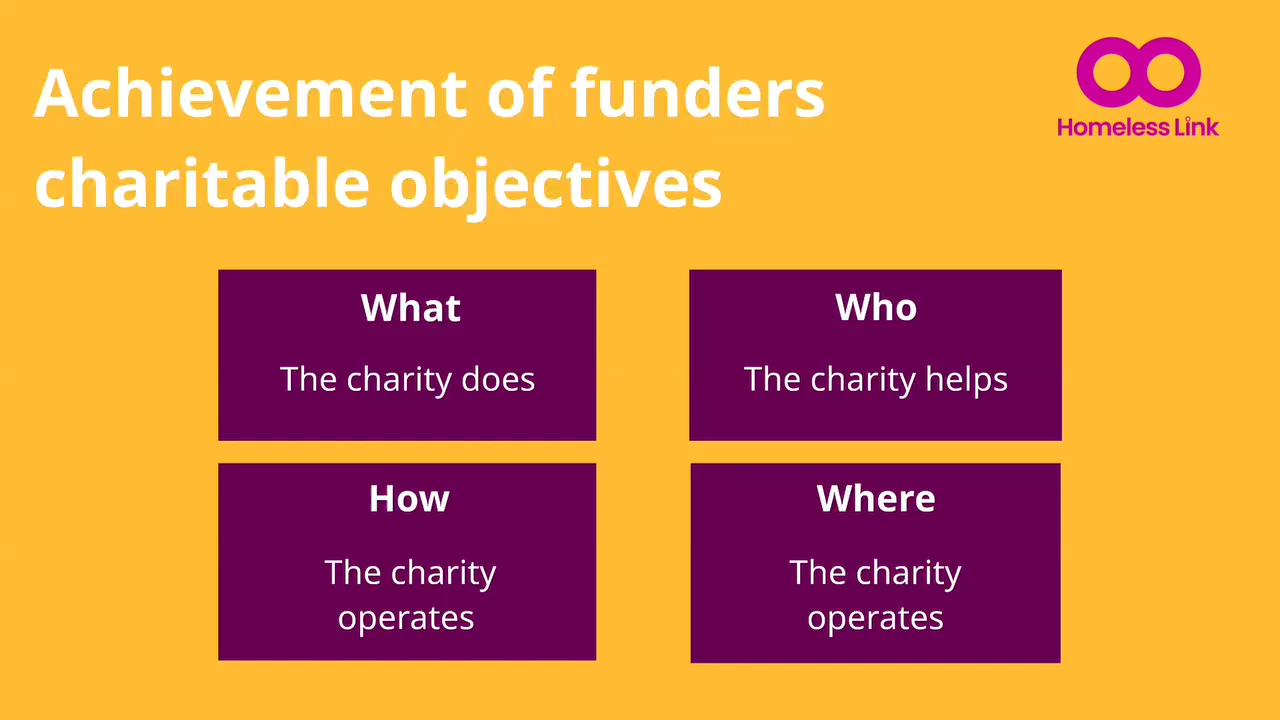 Achievement of funders
charitable objectives
Homeless Link
What
The charity does
Who
The charity helps
How
The charity
operates
Where
The charity
operates